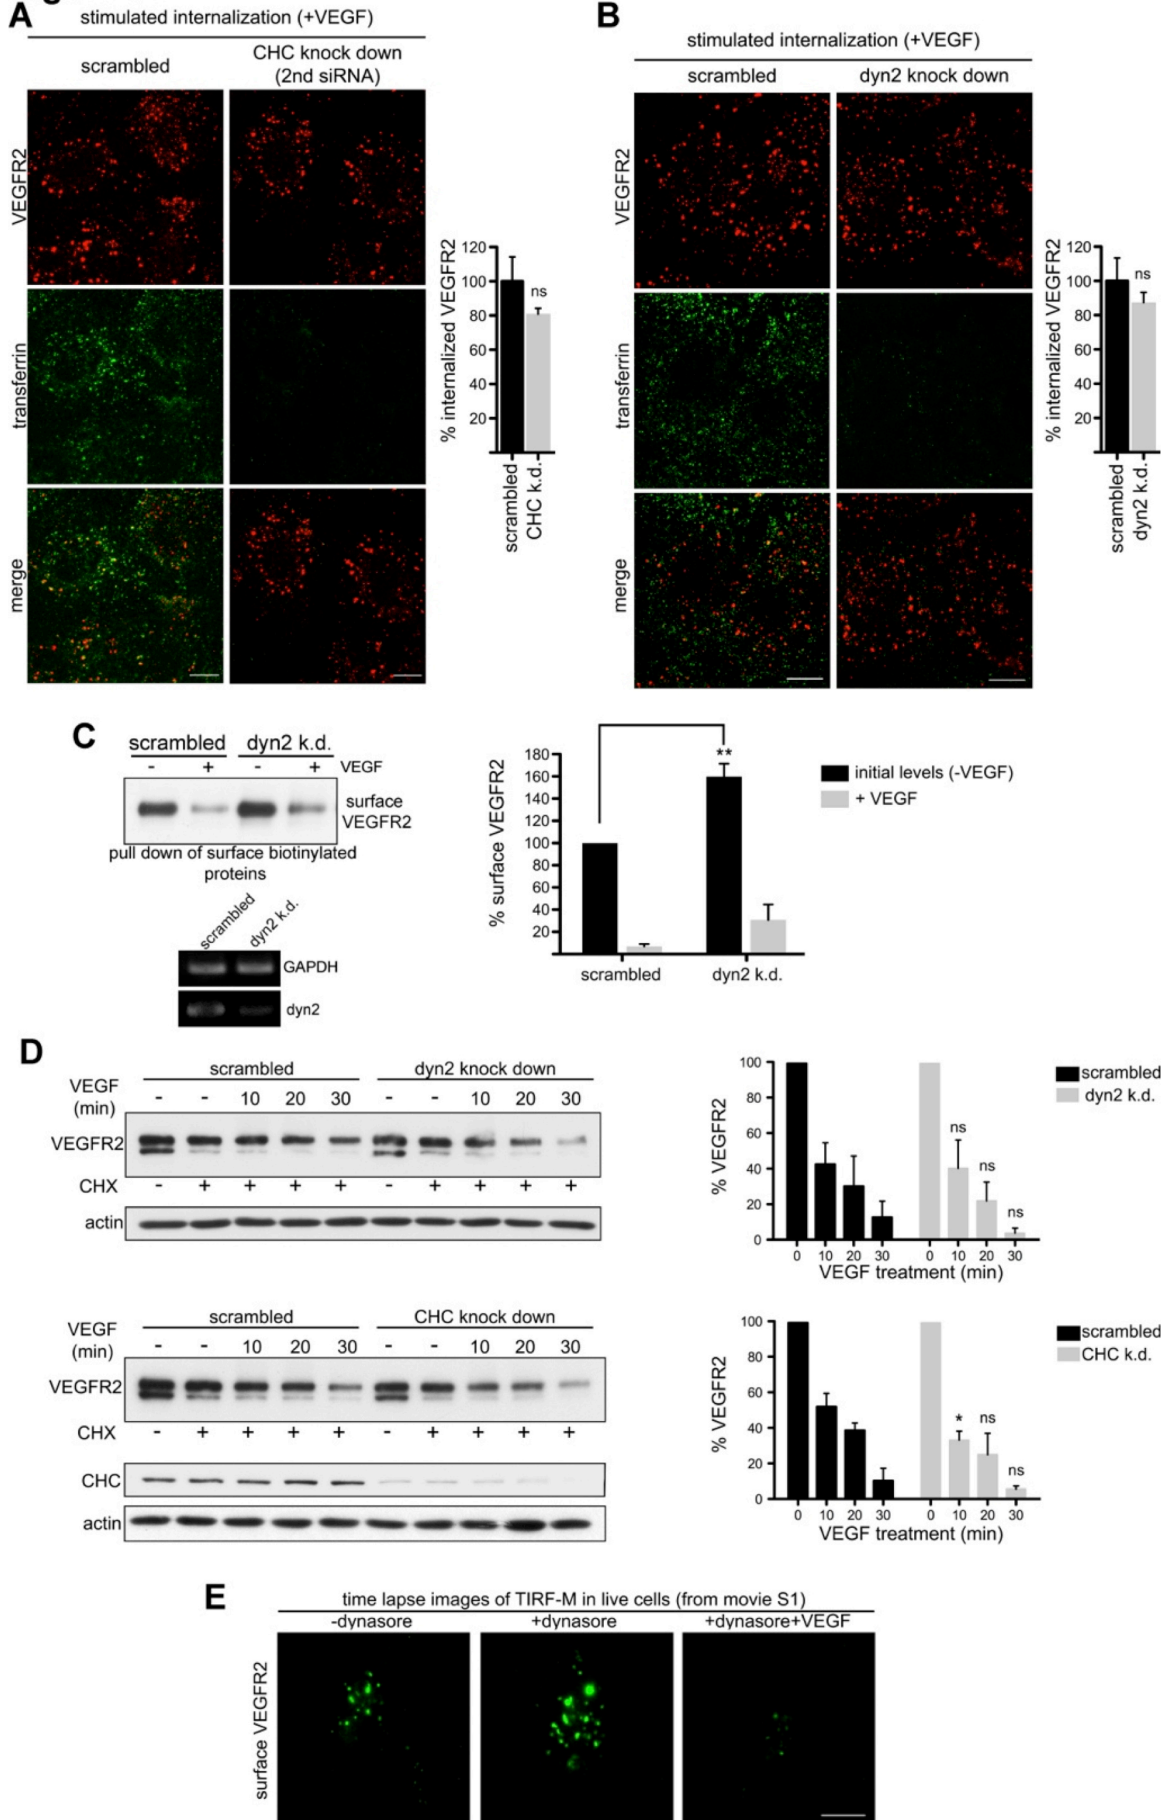 A
stimulated internalization (+VEGF)
scrambled
CHC knock down
(2nd siRNA)
VEGFR2
transferrin
merge
% internalized VEGFR2
120
100
80
60
40
20
ns
scrambled
CHC k.d.
B
stimulated internalization (+VEGF)
scrambled
dyn2 knock down
VEGFR2
transferrin
merge
% internalized VEGFR2
120
100
80
60
40
20
ns
scrambled
dyn2 k.d.
C
scrambled dyn2 k.d.
- + - + VEGF
surface
VEGFR2
pull down of surface biotinylated
proteins
scrambled
dyn2 k.d.
GAPDH
dyn2
% surface VEGFR2
180
160
140
120
100
80
60
40
20
**
scrambled dyn2 k.d.
initial levels (-VEGF)
+ VEGF
D
scrambled dyn2 knock down
VEGF
(min)
- - 10 20 30 - - 10 20 30
VEGFR2
CHX - + + + + - + + + +
actin
% VEGFR2
100
80
60
40
20
0
ns
ns
ns
0 10 20 30 0 10 20 30
VEGF treatment (min)
scrambled
dyn2 k.d.
scrambled CHC knock down
VEGF
(min)
- - 10 20 30 - - 10 20 30
VEGFR2
CHX - + + + + - + + + +
CHC
actin
% VEGFR2
100
80
60
40
20
0
*
ns
ns
0 10 20 30 0 10 20 30
VEGF treatment (min)
scrambled
CHC k.d.
E
time lapse images of TIRF-M in live cells (from movie S1)
-dynasore +dynasore +dynasore+VEGF
surface VEGFR2